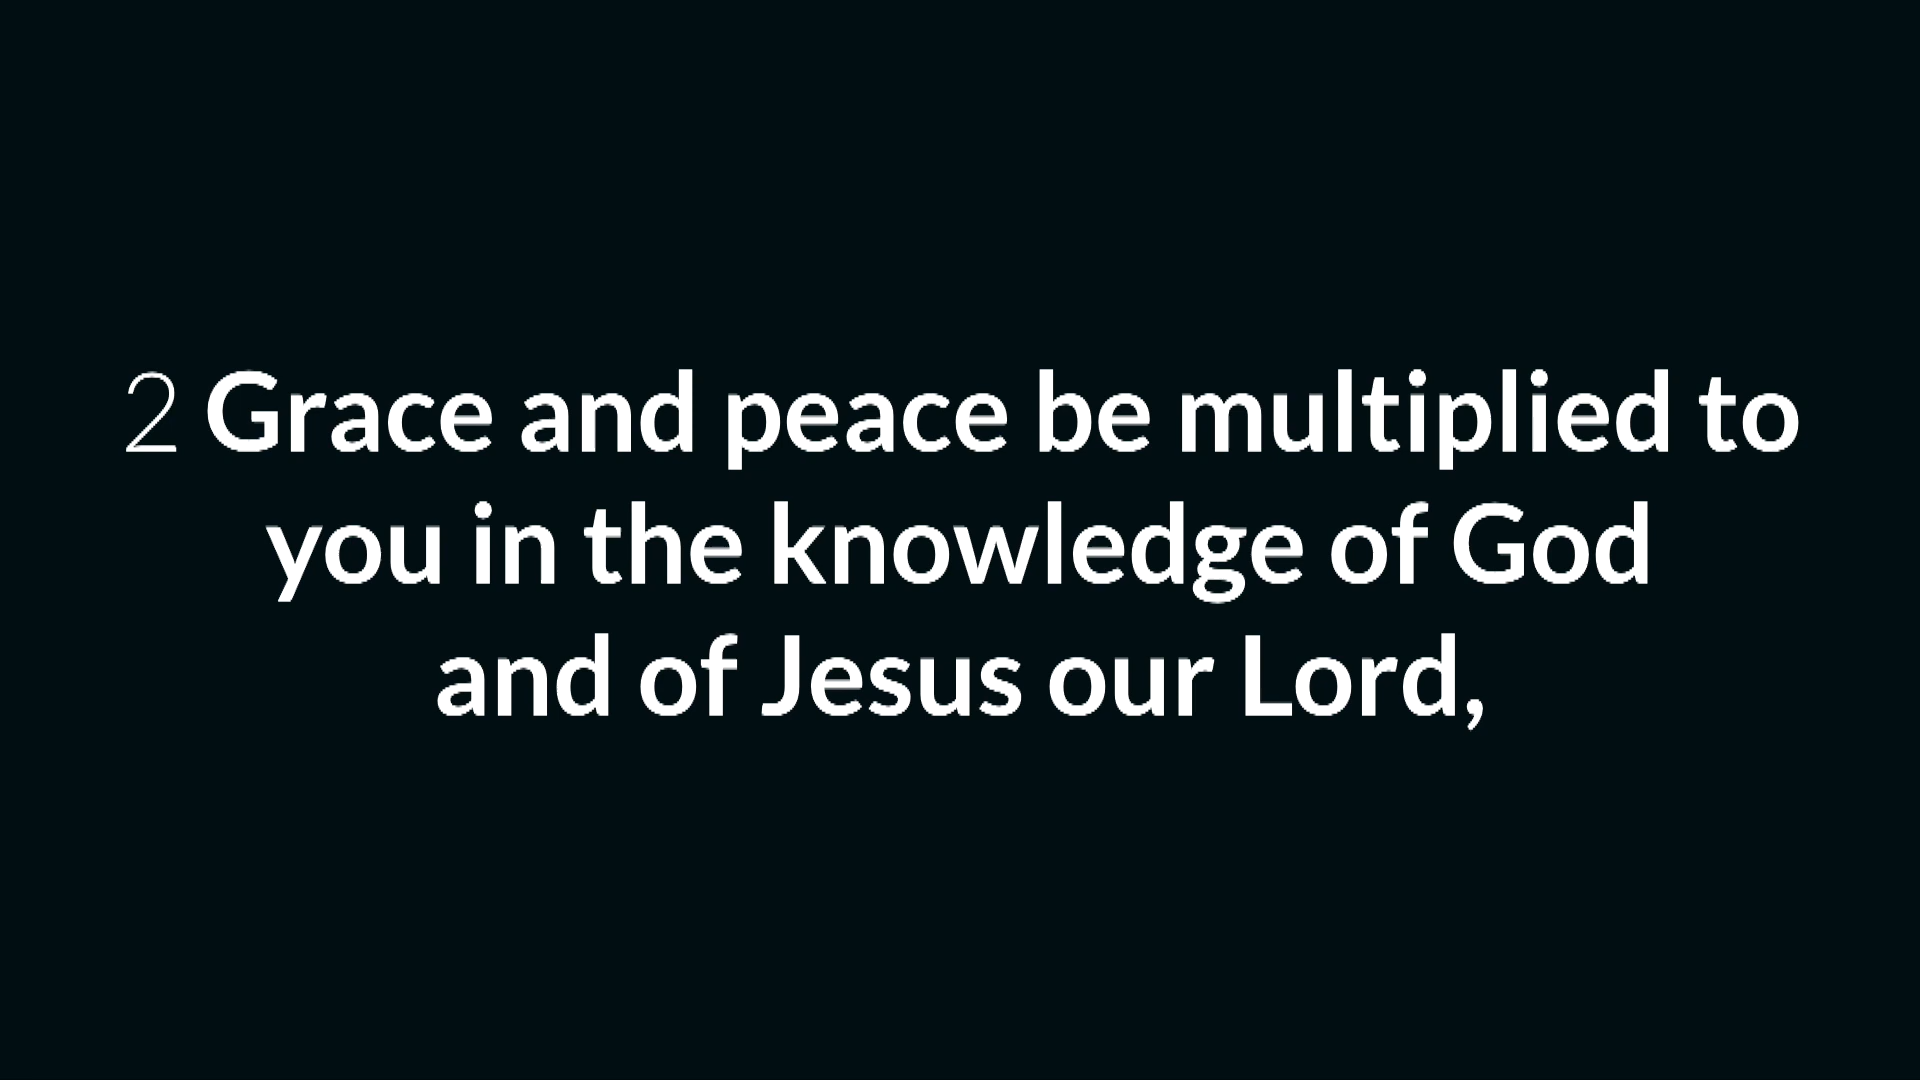 2 Grace and peace be multiplied to
you in the knowledge of God
and of Jesus our Lord,